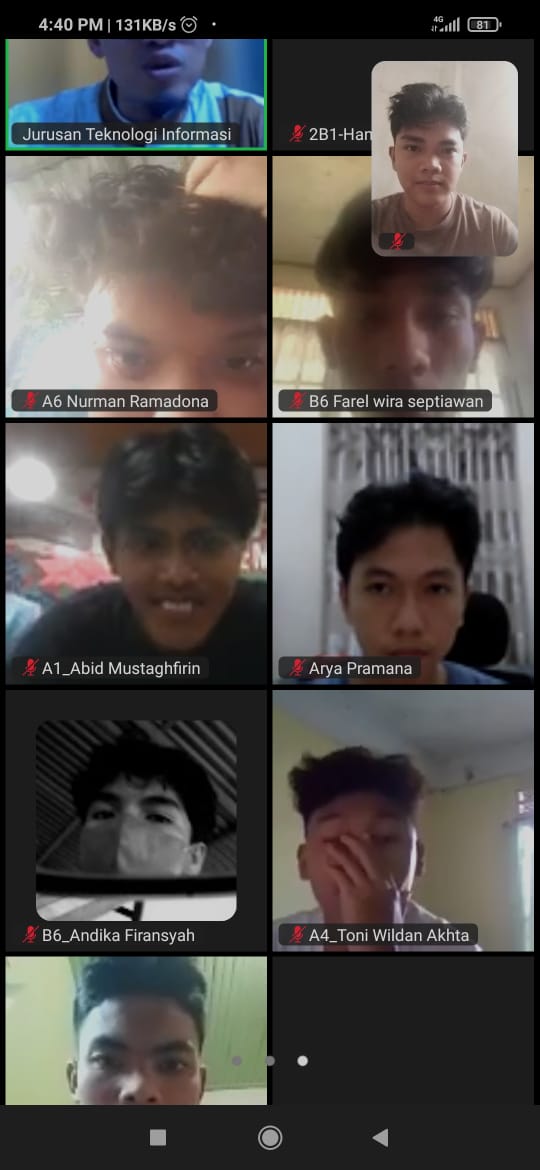 4:40 PM | 131KB/s
4G
81
Jurusan Teknologi Informasi
2B1-Han
A6 Nurman Ramadona
B6 Farel wira septiawan
A1_Abid Mustaghfirin
Arya Pramana
B6_Andika Firansyah
A4_Toni Wildan Akhta